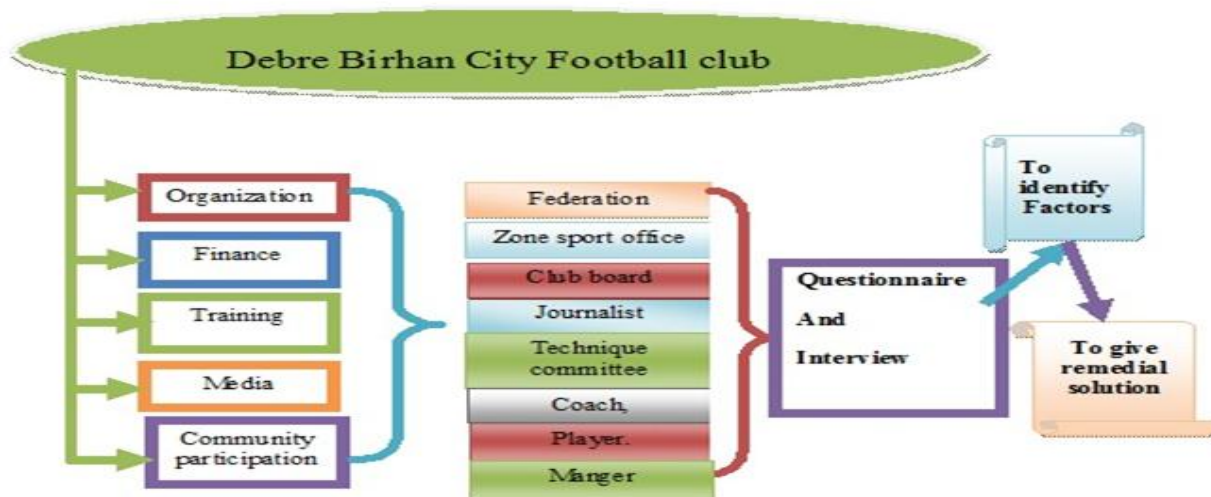 Debre Birhan City Football club
Organization
Finance
Training
Media
Community
participation
Federation
Zone sport office
Club board
Journalist
Technique
committee
Coach,
Player.
Manger
Questionnaire
And
Interview
To
identify
Factors
To give
remedial
solution